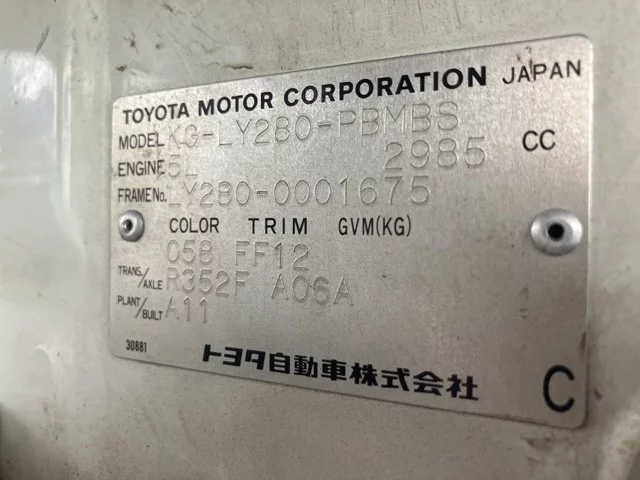 TOYOTA MOTOR CORPORATION JAPAN
MODEL KG-LY280-PBMBS
ENGINE 5L 2985 CC
FRAME No. LY280-0001675
COLOR TRIM GVM(KG)
058 FF12
TRANS./AXLE R352F A06A
PLANT/BUILT A11
30881
トヨタ自動車株式会社
C